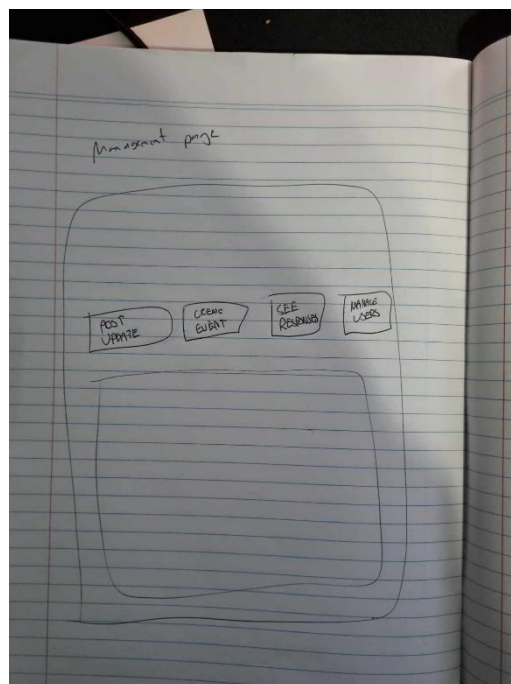 Management page
POST
UPDATE
CREATE
EVENT
SEE
RESPONSES
MANAGE
USERS